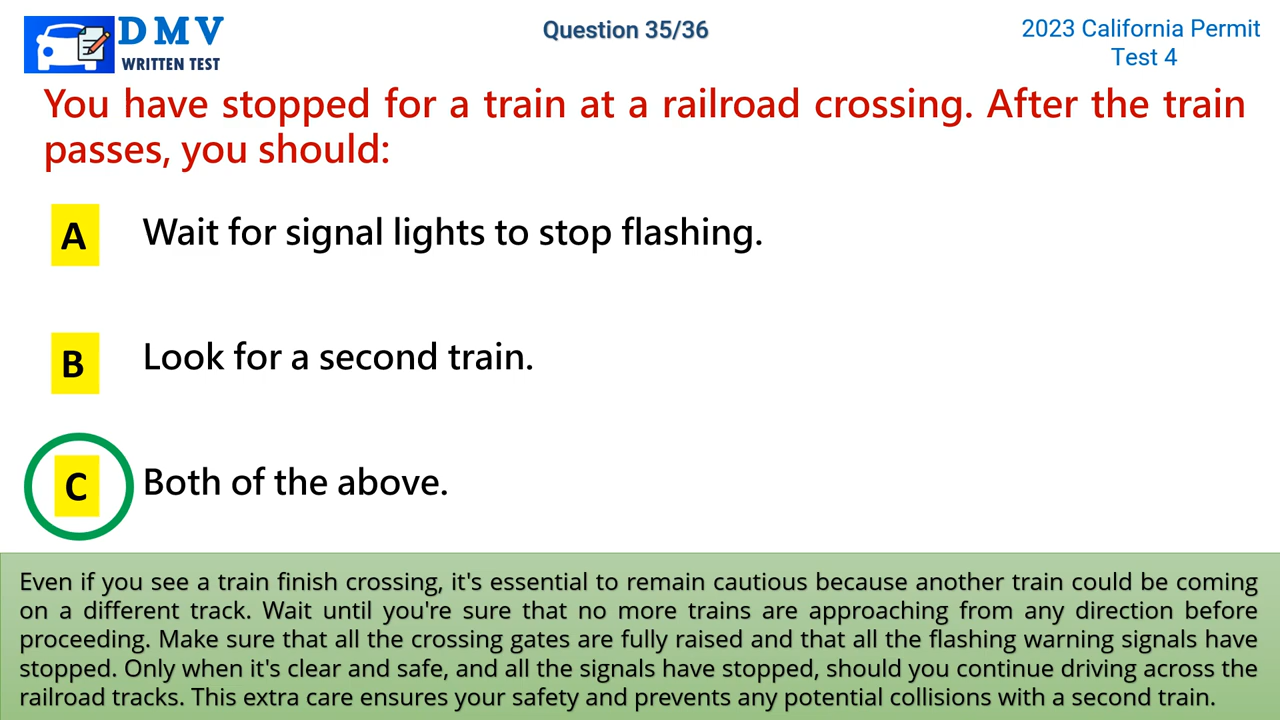 DMV
WRITTEN TEST
Question 35/36
2023 California Permit
Test 4
You have stopped for a train at a railroad crossing. After the train
passes, you should:
A Wait for signal lights to stop flashing.
B Look for a second train.
C Both of the above.
Even if you see a train finish crossing, it's essential to remain cautious because another train could be coming
on a different track. Wait until you're sure that no more trains are approaching from any direction before
proceeding. Make sure that all the crossing gates are fully raised and that all the flashing warning signals have
stopped. Only when it's clear and safe, and all the signals have stopped, should you continue driving across the
railroad tracks. This extra care ensures your safety and prevents any potential collisions with a second train.